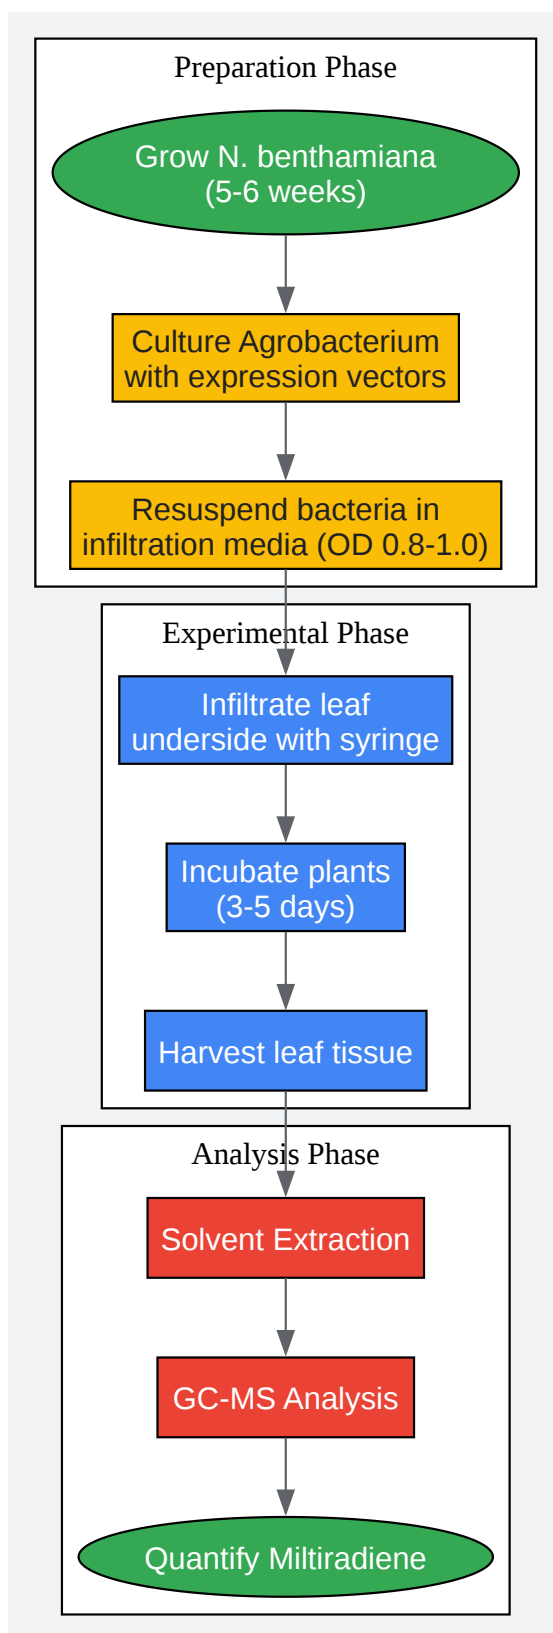 Preparation Phase
Grow N. benthamiana
(5-6 weeks)
Culture Agrobacterium
with expression vectors
Resuspend bacteria in
infiltration media (OD 0.8-1.0)
Experimental Phase
Infiltrate leaf
underside with syringe
Incubate plants
(3-5 days)
Harvest leaf tissue
Analysis Phase
Solvent Extraction
GC-MS Analysis
Quantify Miltiradiene